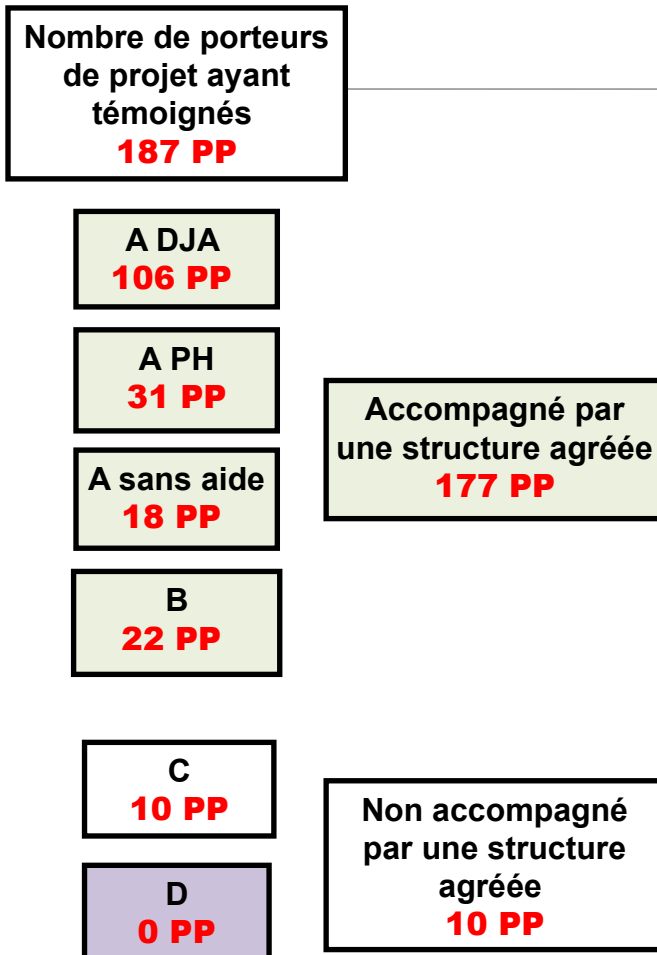 Nombre de porteurs
de projet ayant
témoignés
187 PP
A DJA
106 PP
A PH
31 PP
A sans aide
18 PP
B
22 PP
Accompagné par
une structure agréée
177 PP
C
10 PP
D
0 PP
Non accompagné
par une structure
agréée
10 PP